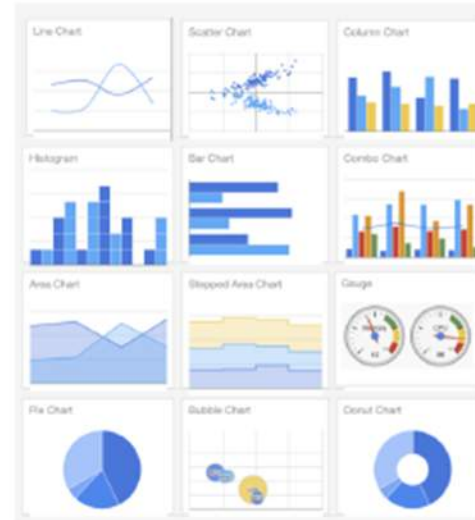 Line Chart
Scatter Chart
Column Chart
Histogram
Bar Chart
Combo Chart
Area Chart
Stepped Area Chart
Gauge
CPU
Pie Chart
Bubble Chart
Donut Chart